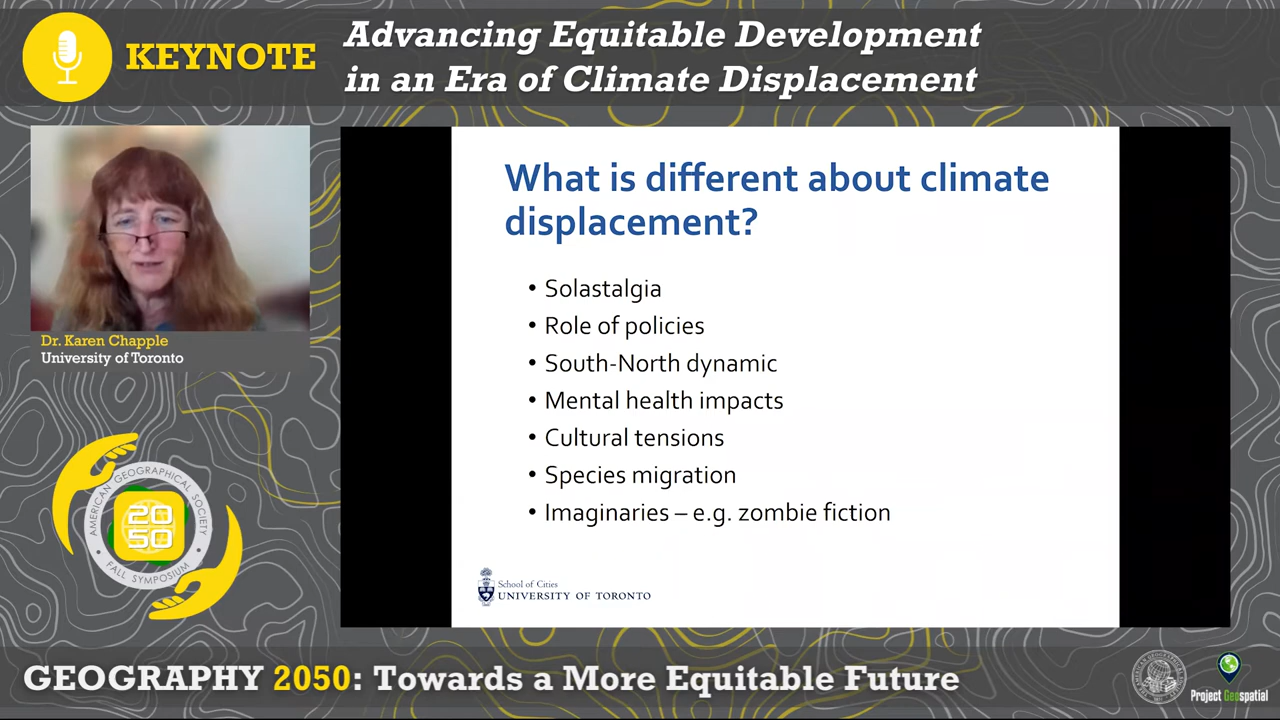 KEYNOTE
Advancing Equitable Development
in an Era of Climate Displacement
Dr. Karen Chapple
University of Toronto
What is different about climate
displacement?
• Solastalgia
• Role of policies
• South-North dynamic
• Mental health impacts
• Cultural tensions
• Species migration
• Imaginaries – e.g. zombie fiction
School of Cities
UNIVERSITY OF TORONTO
AMERICAN GEOGRAPHICAL SOCIETY
20
50
FALL SYMPOSIUM
GEOGRAPHY 2050: Towards a More Equitable Future
Project Geospatial